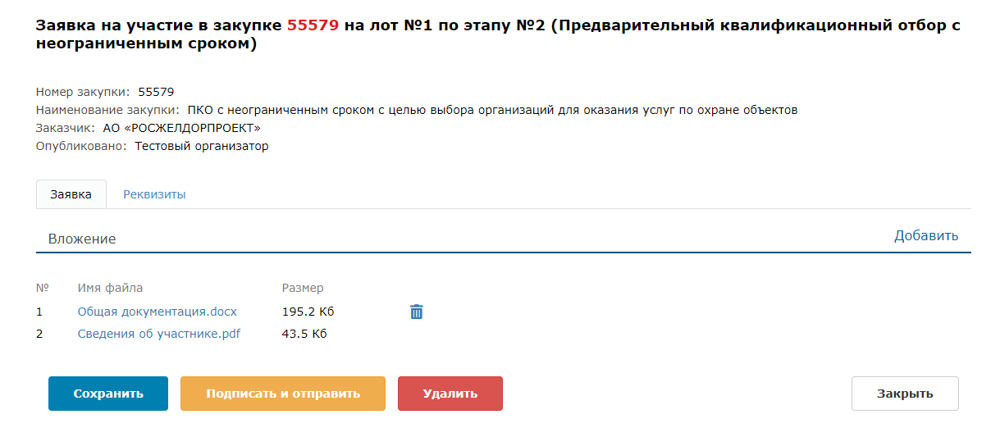 Заявка на участие в закупке 55579 на лот №1 по этапу №2 (Предварительный квалификационный отбор с
неограниченным сроком)
Номер закупки: 55579
Наименование закупки: ПКО с неограниченным сроком с целью выбора организаций для оказания услуг по охране объектов
Заказчик: АО «РОСЖЕЛДОРПРОЕКТ»
Опубликовано: Тестовый организатор
Заявка Реквизиты
Вложение Добавить
№ Имя файла Размер
1 Общая документация.docx 195.2 Кб
2 Сведения об участнике.pdf 43.5 Кб
Сохранить Подписать и отправить Удалить Закрыть